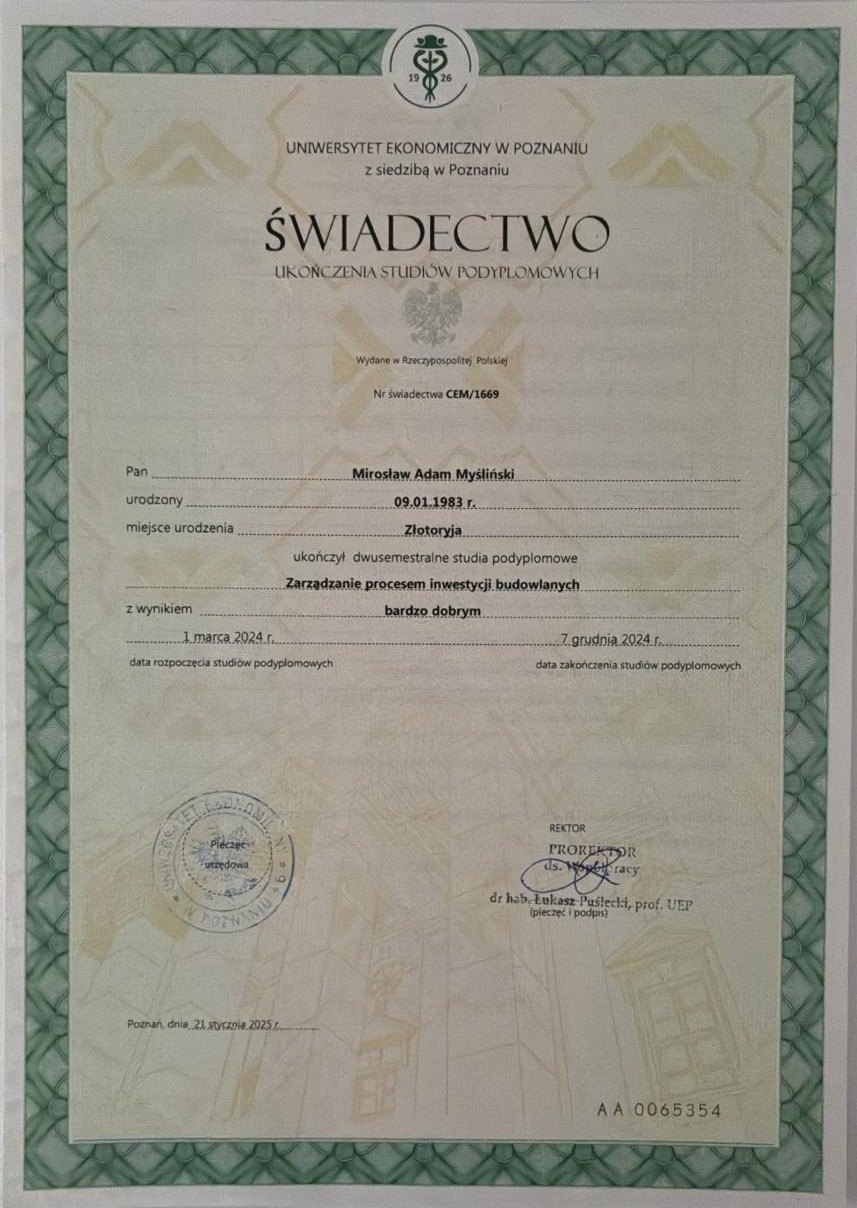 19 26
UNIWERSYTET EKONOMICZNY W POZNANIU
z siedzibą w Poznaniu
ŚWIADECTWO
UKOŃCZENIA STUDIÓW PODYPLOMOWYCH
Wydane w Rzeczypospolitej Polskiej
Nr świadectwa CEM/1669
Pan Mirosław Adam Myśliński
urodzony 09.01.1983 r.
miejsce urodzenia Złotoryja
ukończył dwusemestralne studia podyplomowe
Zarządzanie procesem inwestycji budowlanych
z wynikiem bardzo dobrym
1 marca 2024 r. 7 grudnia 2024 r.
data rozpoczęcia studiów podyplomowych data zakończenia studiów podyplomowych
UNIWERSYTET EKONOMICZNY
W POZNANIU
Pieczęć
urzędowa
REKTOR
PROREKTOR
ds. Współpracy
dr hab. Łukasz Puślecki, prof. UEP
(pieczęć i podpis)
Poznań, dnia 21 stycznia 2025 r.
AA 0065354